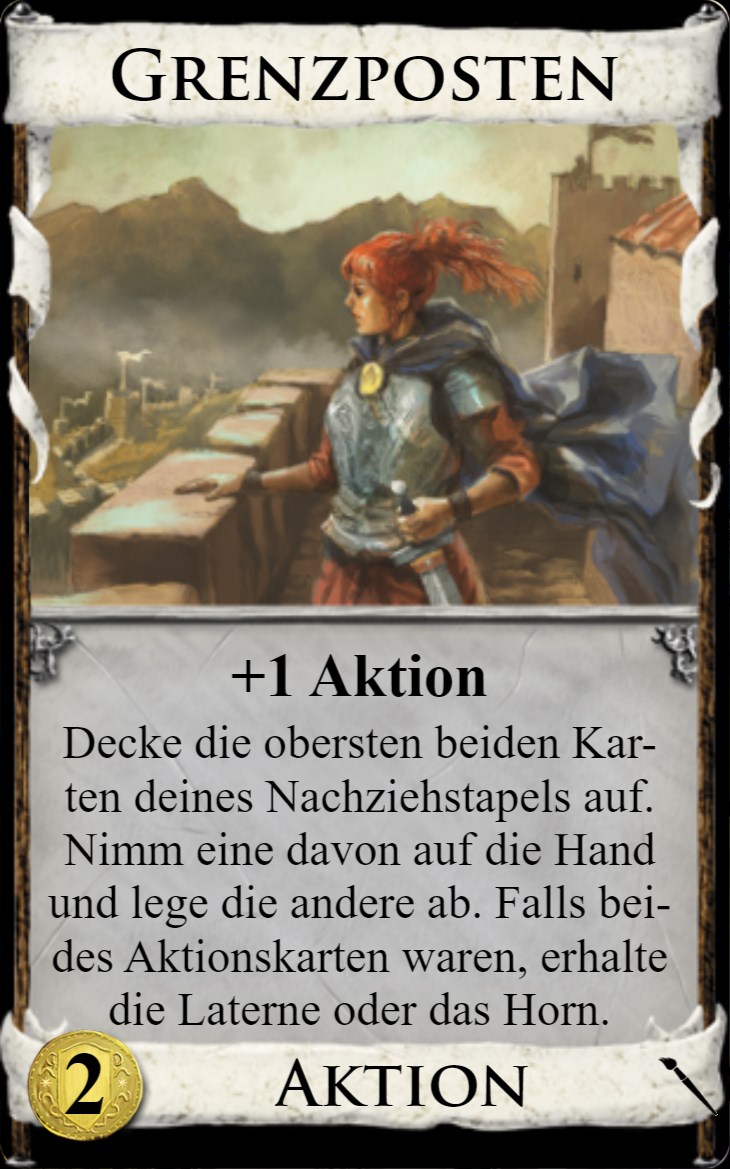 GRENZPOSTEN
+1 Aktion
Decke die obersten beiden Kar-
ten deines Nachziehstapels auf.
Nimm eine davon auf die Hand
und lege die andere ab. Falls bei-
des Aktionskarten waren, erhalte
die Laterne oder das Horn.
2
AKTION